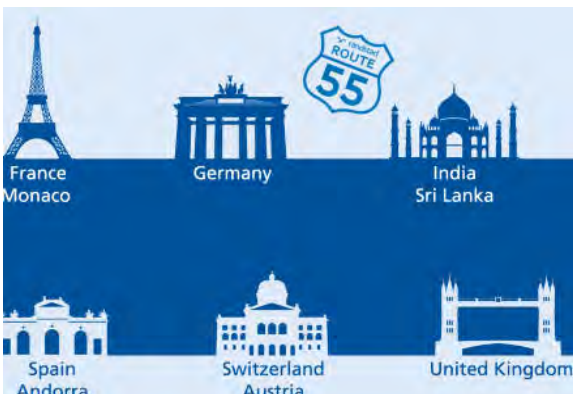 randstad
ROUTE
55
France
Monaco
Germany
India
Sri Lanka
Spain
Andorra
Switzerland
Austria
United Kingdom